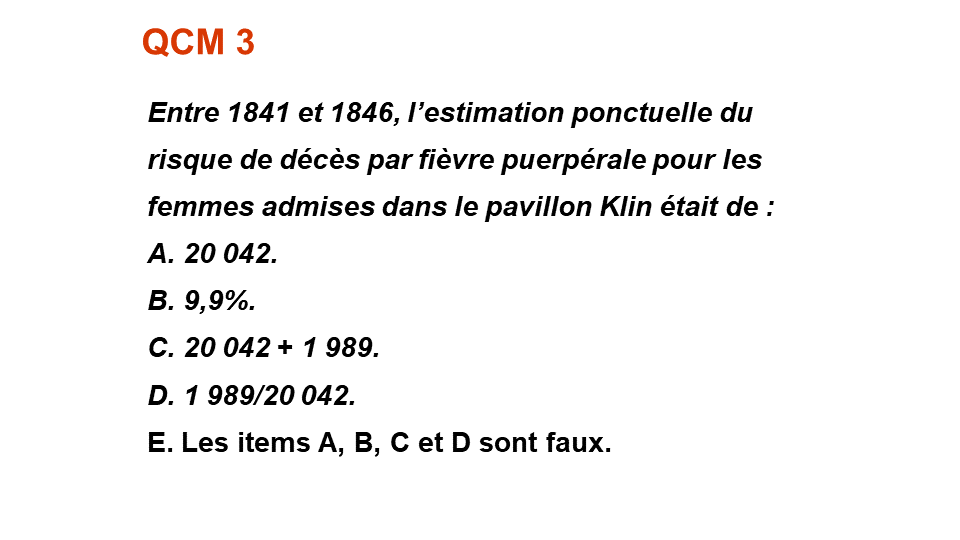 QCM 3
Entre 1841 et 1846, l’estimation ponctuelle du
risque de décès par fièvre puerpérale pour les
femmes admises dans le pavillon Klin était de :
A. 20 042.
B. 9,9%.
C. 20 042 + 1 989.
D. 1 989/20 042.
E. Les items A, B, C et D sont faux.